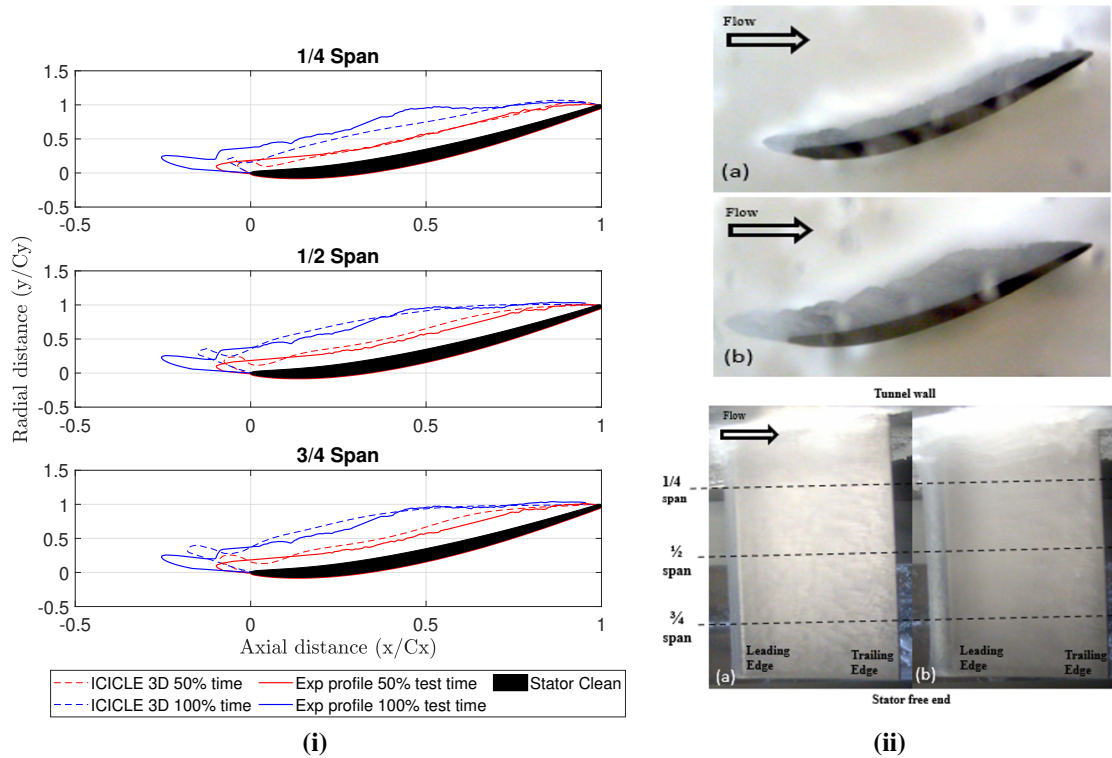 1/4 Span
1.5
1
0.5
0
-0.5
-0.5
0
0.5
1
1/2 Span
1.5
1
0.5
0
-0.5
-0.5
0
0.5
1
3/4 Span
1.5
1
0.5
0
-0.5
-0.5
0
0.5
1
Radial distance (y/Cy)
Axial distance (x/Cx)
ICICLE 3D 50% time
Exp profile 50% test time
Stator Clean
ICICLE 3D 100% time
Exp profile 100% test time
(i)
Flow
(a)
Flow
(b)
Tunnel wall
Flow
1/4
span
½
span
¾
span
Leading
Edge
Trailing
Edge
(a)
Leading
Edge
Trailing
Edge
(b)
Stator free end
(ii)